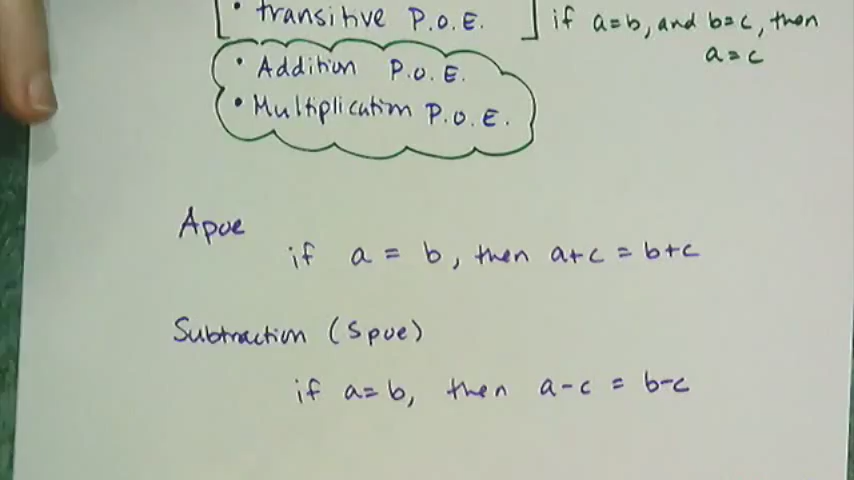 [ • transitive P.O.E. ] if a=b, and b=c, then
a=c
• Addition P.O.E.
• Multiplication P.O.E.
Apoe
if a = b, then a+c = b+c
Subtraction (Spoe)
if a=b, then a-c = b-c